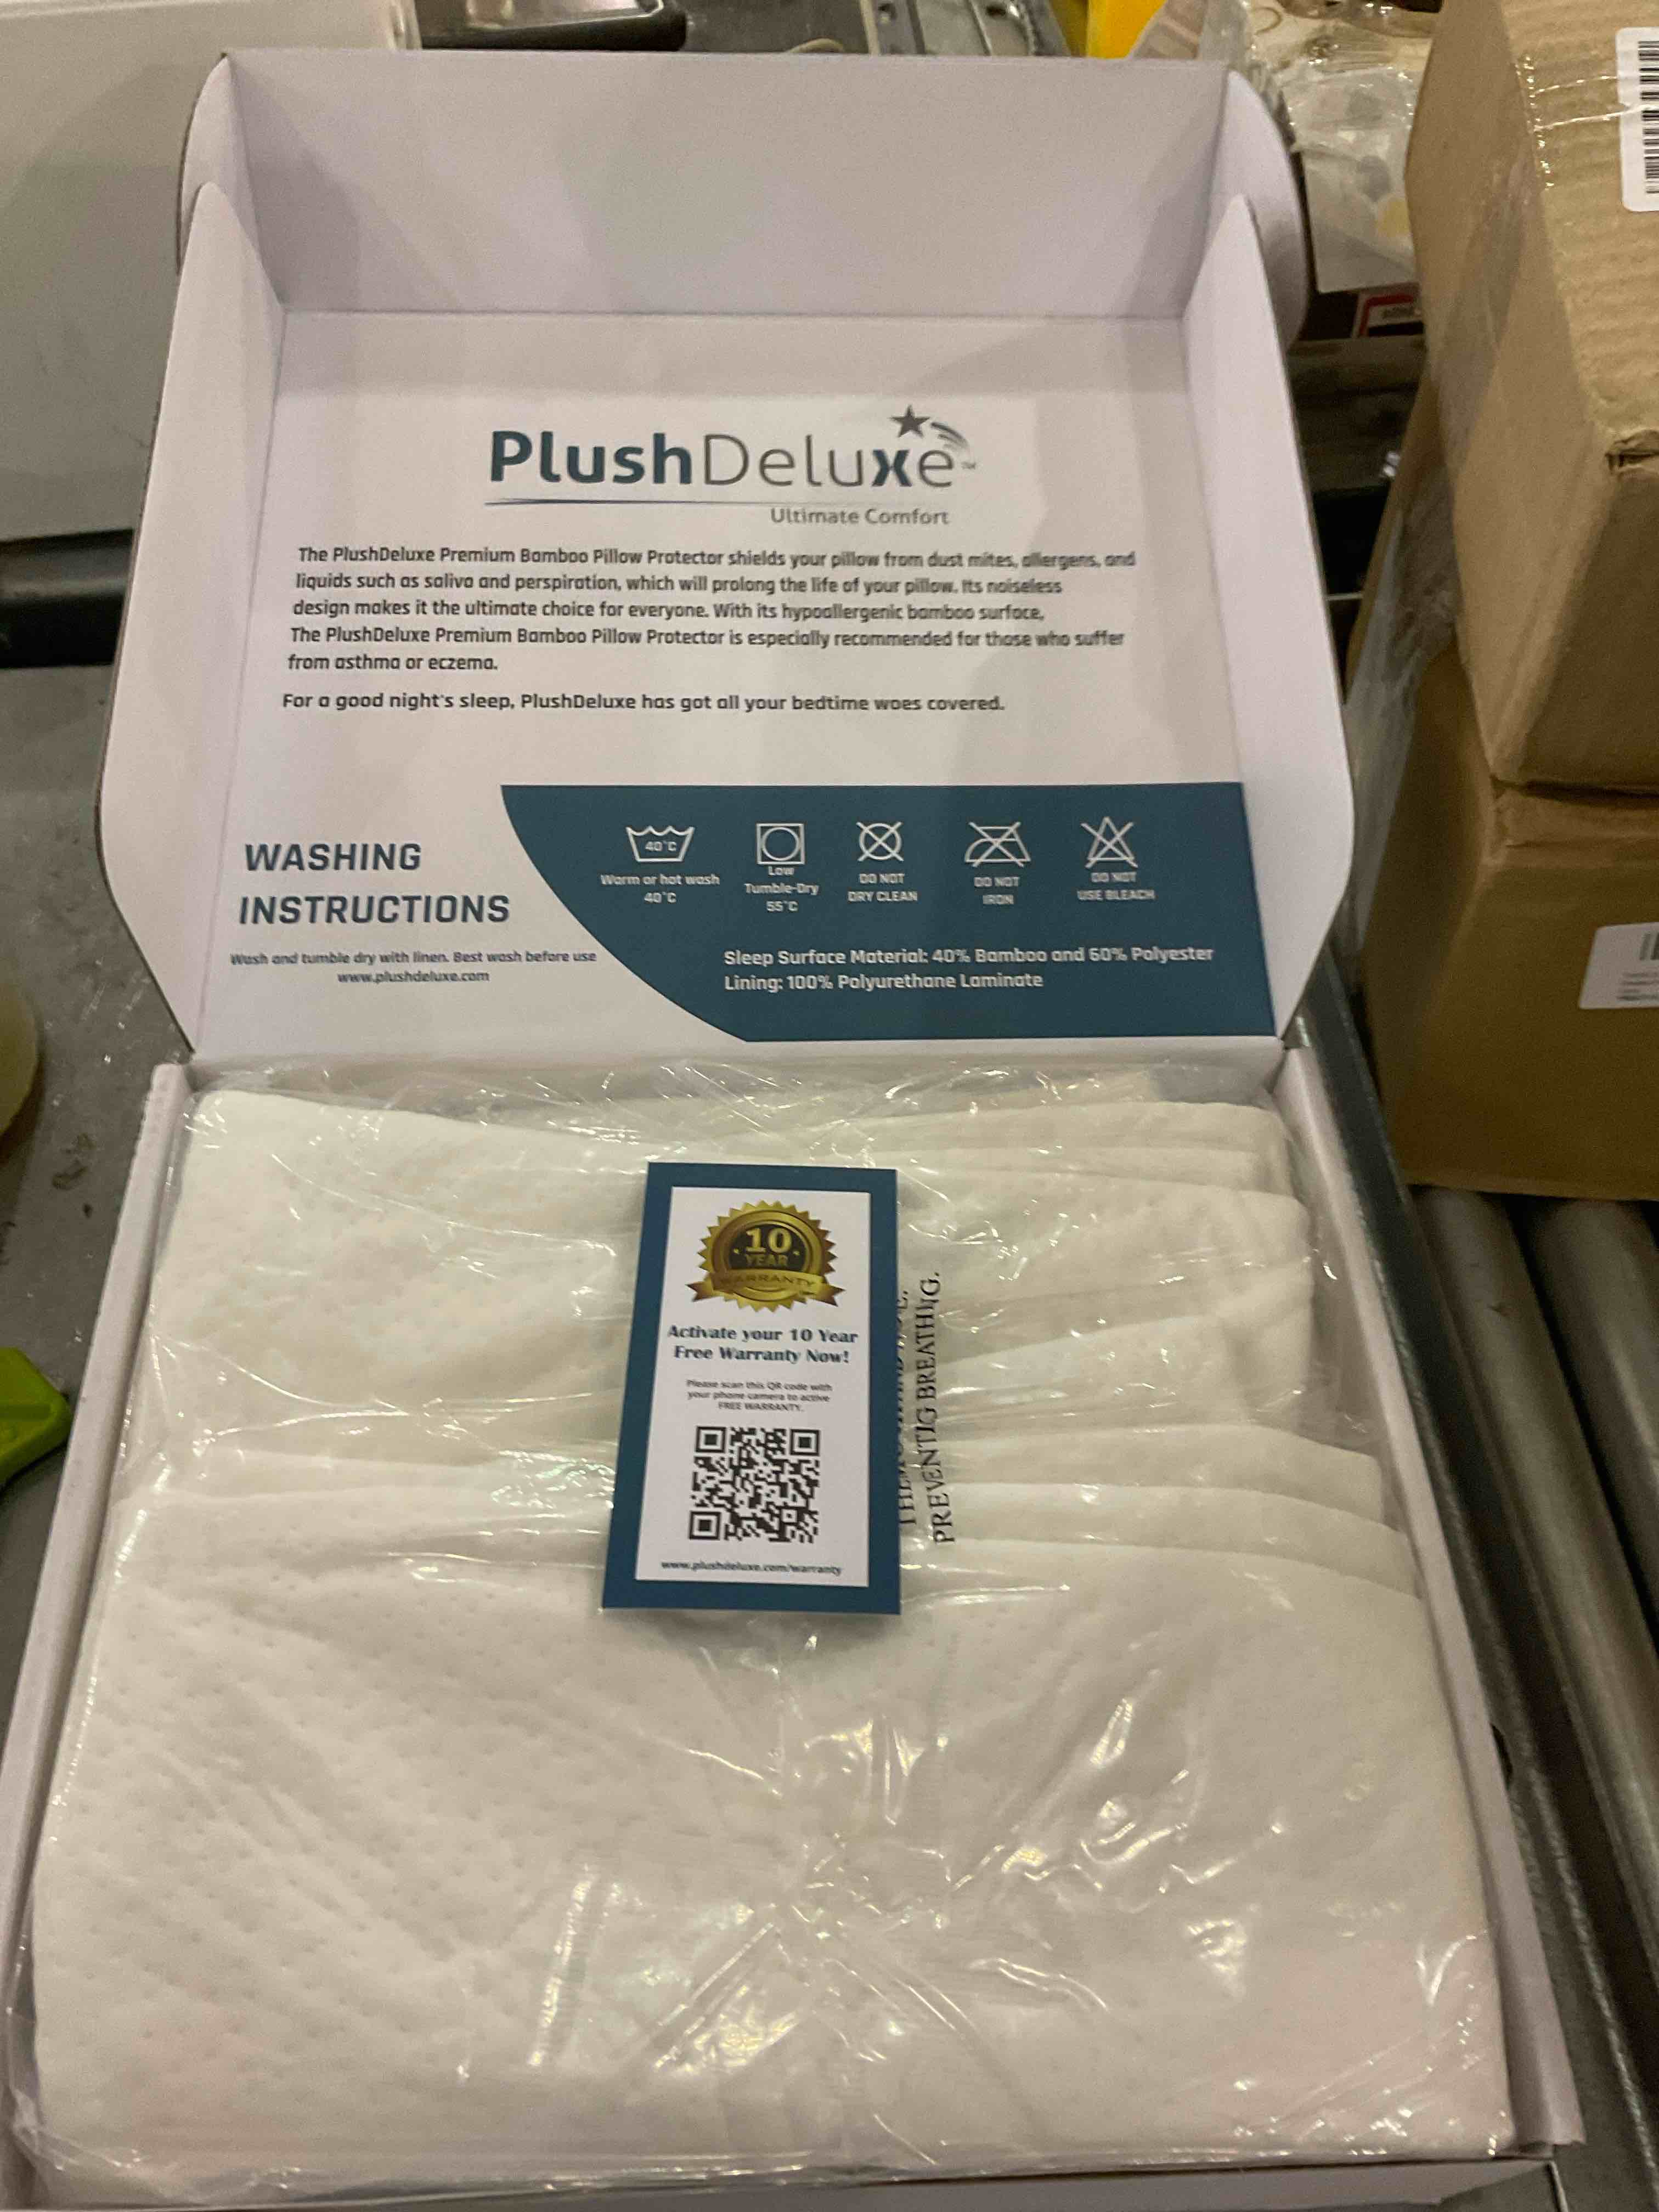 PlushDeluxe™
Ultimate Comfort
The PlushDeluxe Premium Bamboo Pillow Protector shields your pillow from dust mites, allergens, and
liquids such as saliva and perspiration, which will prolong the life of your pillow. Its noiseless
design makes it the ultimate choice for everyone. With its hypoallergenic bamboo surface,
The PlushDeluxe Premium Bamboo Pillow Protector is especially recommended for those who suffer
from asthma or eczema.
For a good night's sleep, PlushDeluxe has got all your bedtime woes covered.
WASHING
INSTRUCTIONS
Wash and tumble dry with linen. Best wash before use
www.plushdeluxe.com
40°C
Warm or hot wash
40°C
Low
Tumble-Dry
55°C
DO NOT
DRY CLEAN
DO NOT
IRON
DO NOT
USE BLEACH
Sleep Surface Material: 40% Bamboo and 60% Polyester
Lining: 100% Polyurethane Laminate
10
YEAR
WARRANTY
Activate your 10 Year
Free Warranty Now!
Please scan this QR code with
your phone camera to active
FREE WARRANTY.
www.plushdeluxe.com/warranty
PREVENTIG BREATHIG.